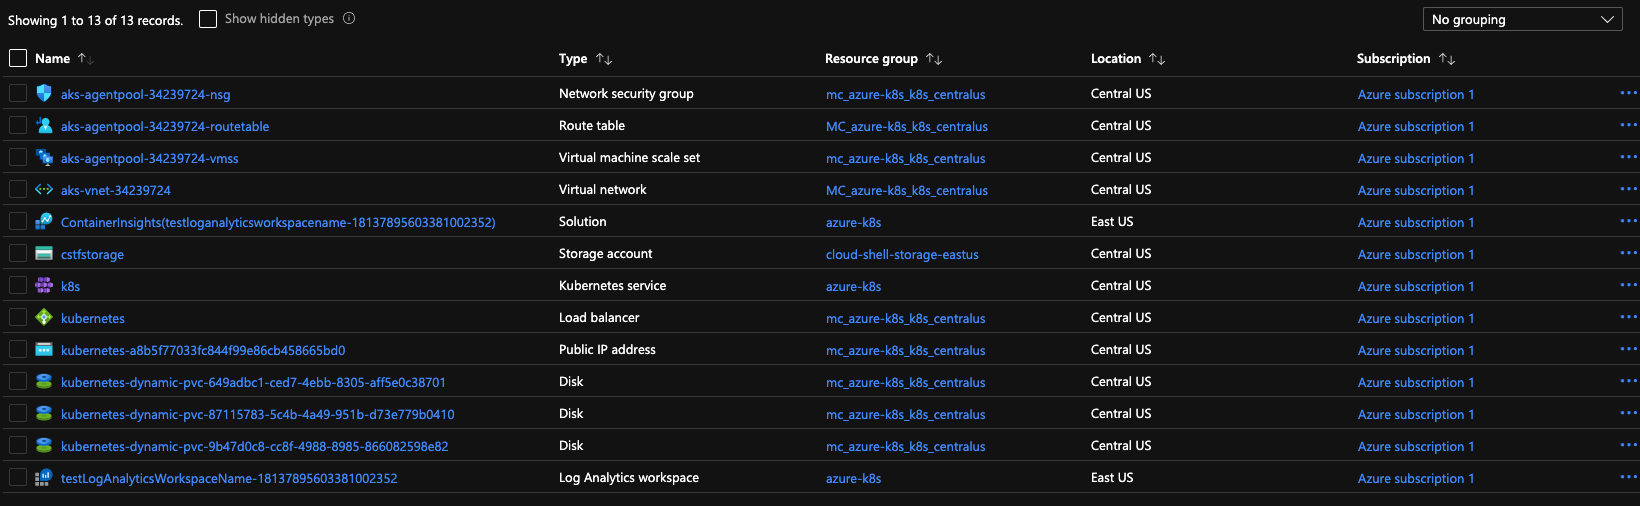 Showing 1 to 13 of 13 records. Show hidden types No grouping
Name Type Resource group Location Subscription
aks-agentpool-34239724-nsg Network security group mc_azure-k8s_k8s_centralus Central US Azure subscription 1
aks-agentpool-34239724-routetable Route table MC_azure-k8s_k8s_centralus Central US Azure subscription 1
aks-agentpool-34239724-vmss Virtual machine scale set mc_azure-k8s_k8s_centralus Central US Azure subscription 1
aks-vnet-34239724 Virtual network MC_azure-k8s_k8s_centralus Central US Azure subscription 1
ContainerInsights(testloganalyticsworkspacename-18137895603381002352) Solution azure-k8s East US Azure subscription 1
cstfstorage Storage account cloud-shell-storage-eastus Central US Azure subscription 1
k8s Kubernetes service azure-k8s Central US Azure subscription 1
kubernetes Load balancer mc_azure-k8s_k8s_centralus Central US Azure subscription 1
kubernetes-a8b5f77033fc844f99e86cb458665bd0 Public IP address mc_azure-k8s_k8s_centralus Central US Azure subscription 1
kubernetes-dynamic-pvc-649adbc1-ced7-4ebb-8305-aff5e0c38701 Disk mc_azure-k8s_k8s_centralus Central US Azure subscription 1
kubernetes-dynamic-pvc-87115783-5c4b-4a49-951b-d73e779b0410 Disk mc_azure-k8s_k8s_centralus Central US Azure subscription 1
kubernetes-dynamic-pvc-9b47d0c8-cc8f-4988-8985-866082598e82 Disk mc_azure-k8s_k8s_centralus Central US Azure subscription 1
testLogAnalyticsWorkspaceName-18137895603381002352 Log Analytics workspace azure-k8s East US Azure subscription 1